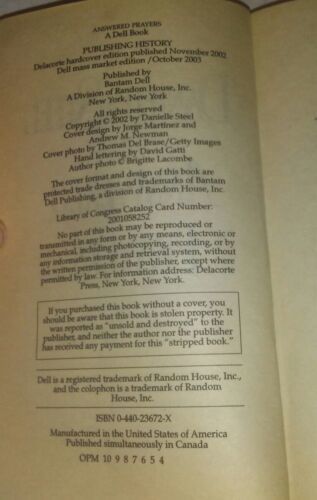 ANSWERED PRAYERS
A Dell Book
PUBLISHING HISTORY
Delacorte hardcover edition published November 2002
Dell mass market edition / October 2003
Published by
Bantam Dell
A Division of Random House, Inc.
New York, New York
All rights reserved
Copyright © 2002 by Danielle Steel
Cover design by Jorge Martínez and
Andrew M. Newman
Cover photo by Thomas Del Brase/Getty Images
Hand lettering by David Gatti
Author photo © Brigitte Lacombe
The cover format and design of this book are
protected trade dresses and trademarks of Bantam
Dell Publishing, a division of Random House, Inc.
Library of Congress Catalog Card Number:
2001058252
No part of this book may be reproduced or
transmitted in any form or by any means, electronic or
mechanical, including photocopying, recording, or by
any information storage and retrieval system, without
the written permission of the publisher, except where
permitted by law. For information address: Delacorte
Press, New York, New York.
If you purchased this book without a cover, you
should be aware that this book is stolen property. It
was reported as "unsold and destroyed" to the
publisher, and neither the author nor the publisher
has received any payment for this "stripped book."
Dell is a registered trademark of Random House, Inc.,
and the colophon is a trademark of Random
House, Inc.
ISBN 0-440-23672-X
Manufactured in the United States of America
Published simultaneously in Canada
OPM 10 9 8 7 6 5 4